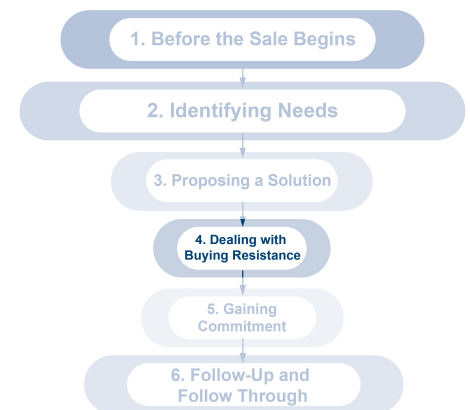 1. Before the Sale Begins
2. Identifying Needs
3. Proposing a Solution
4. Dealing with
Buying Resistance
5. Gaining
Commitment
6. Follow-Up and
Follow Through